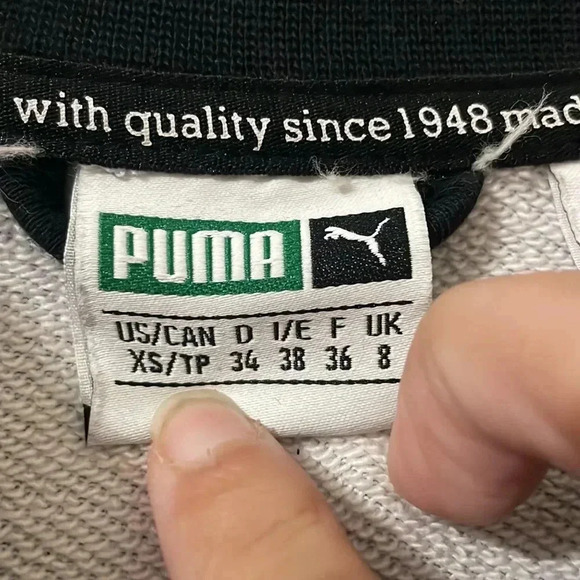 with quality since 1948 mad
PUMA
US/CAN D I/E F UK
XS/TP 34 38 36 8